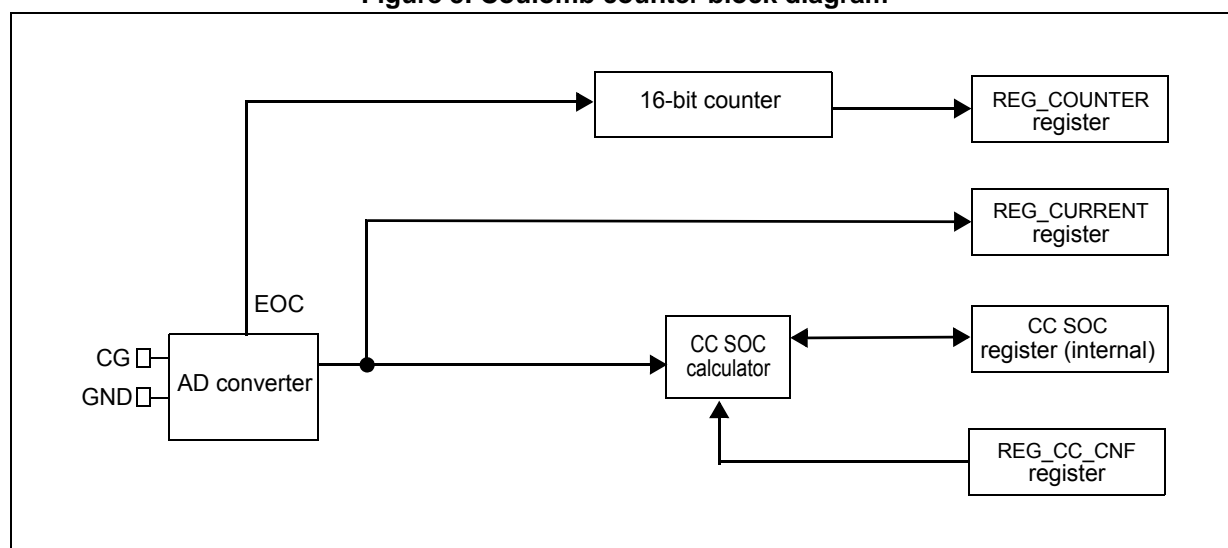 Figure 5. Coulomb counter block diagram
16-bit counter
REG_COUNTER
register
REG_CURRENT
register
EOC
CG
GND
AD converter
CC SOC
calculator
CC SOC
register (internal)
REG_CC_CNF
register